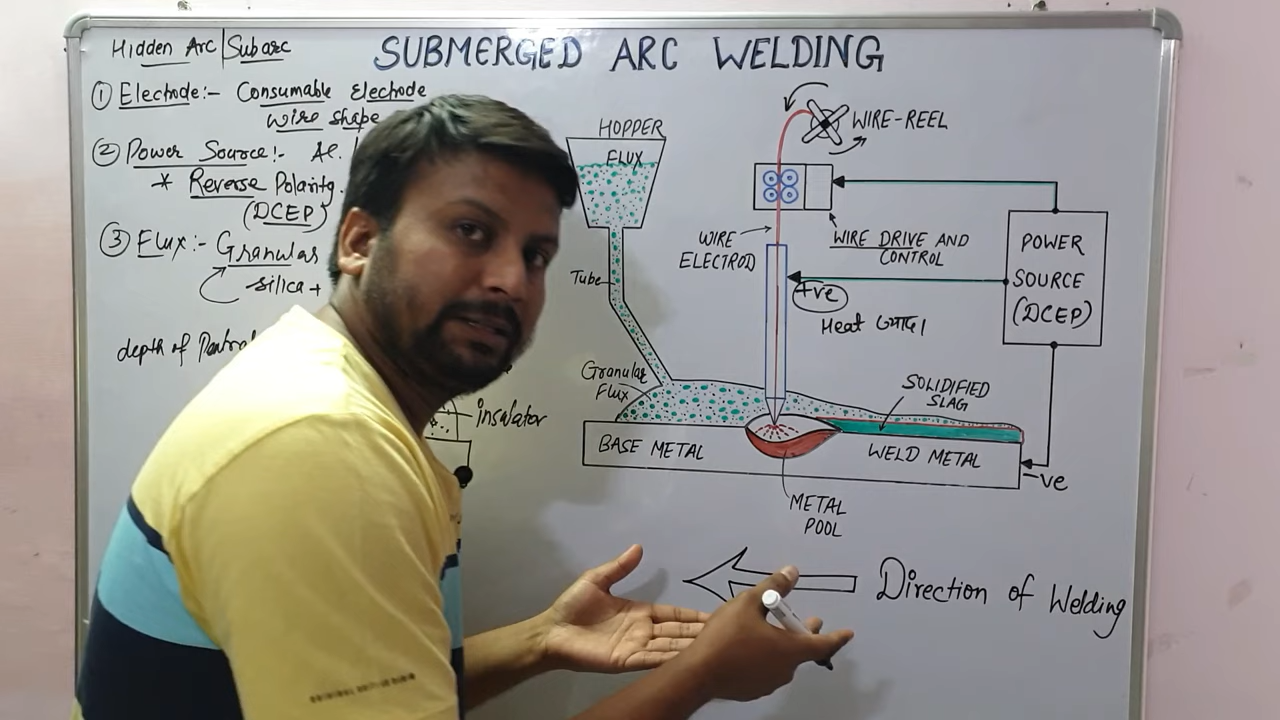 Hidden Arc | Subarc
SUBMERGED ARC WELDING
① Electrode:- Consumable Electrode
wire shape
② Power Source:- AC.
* Reverse Polarity.
(DCEP)
③ Flux:- Granular
silica +
depth of
insulator
HOPPER
FLUX
Tube
Granular
Flux
WIRE-REEL
WIRE
ELECTROD
WIRE DRIVE AND
CONTROL
+ve
Heat ज्यादा
POWER
SOURCE
(DCEP)
SOLIDIFIED
SLAG
BASE METAL
WELD METAL
-ve
METAL
POOL
Direction of Welding